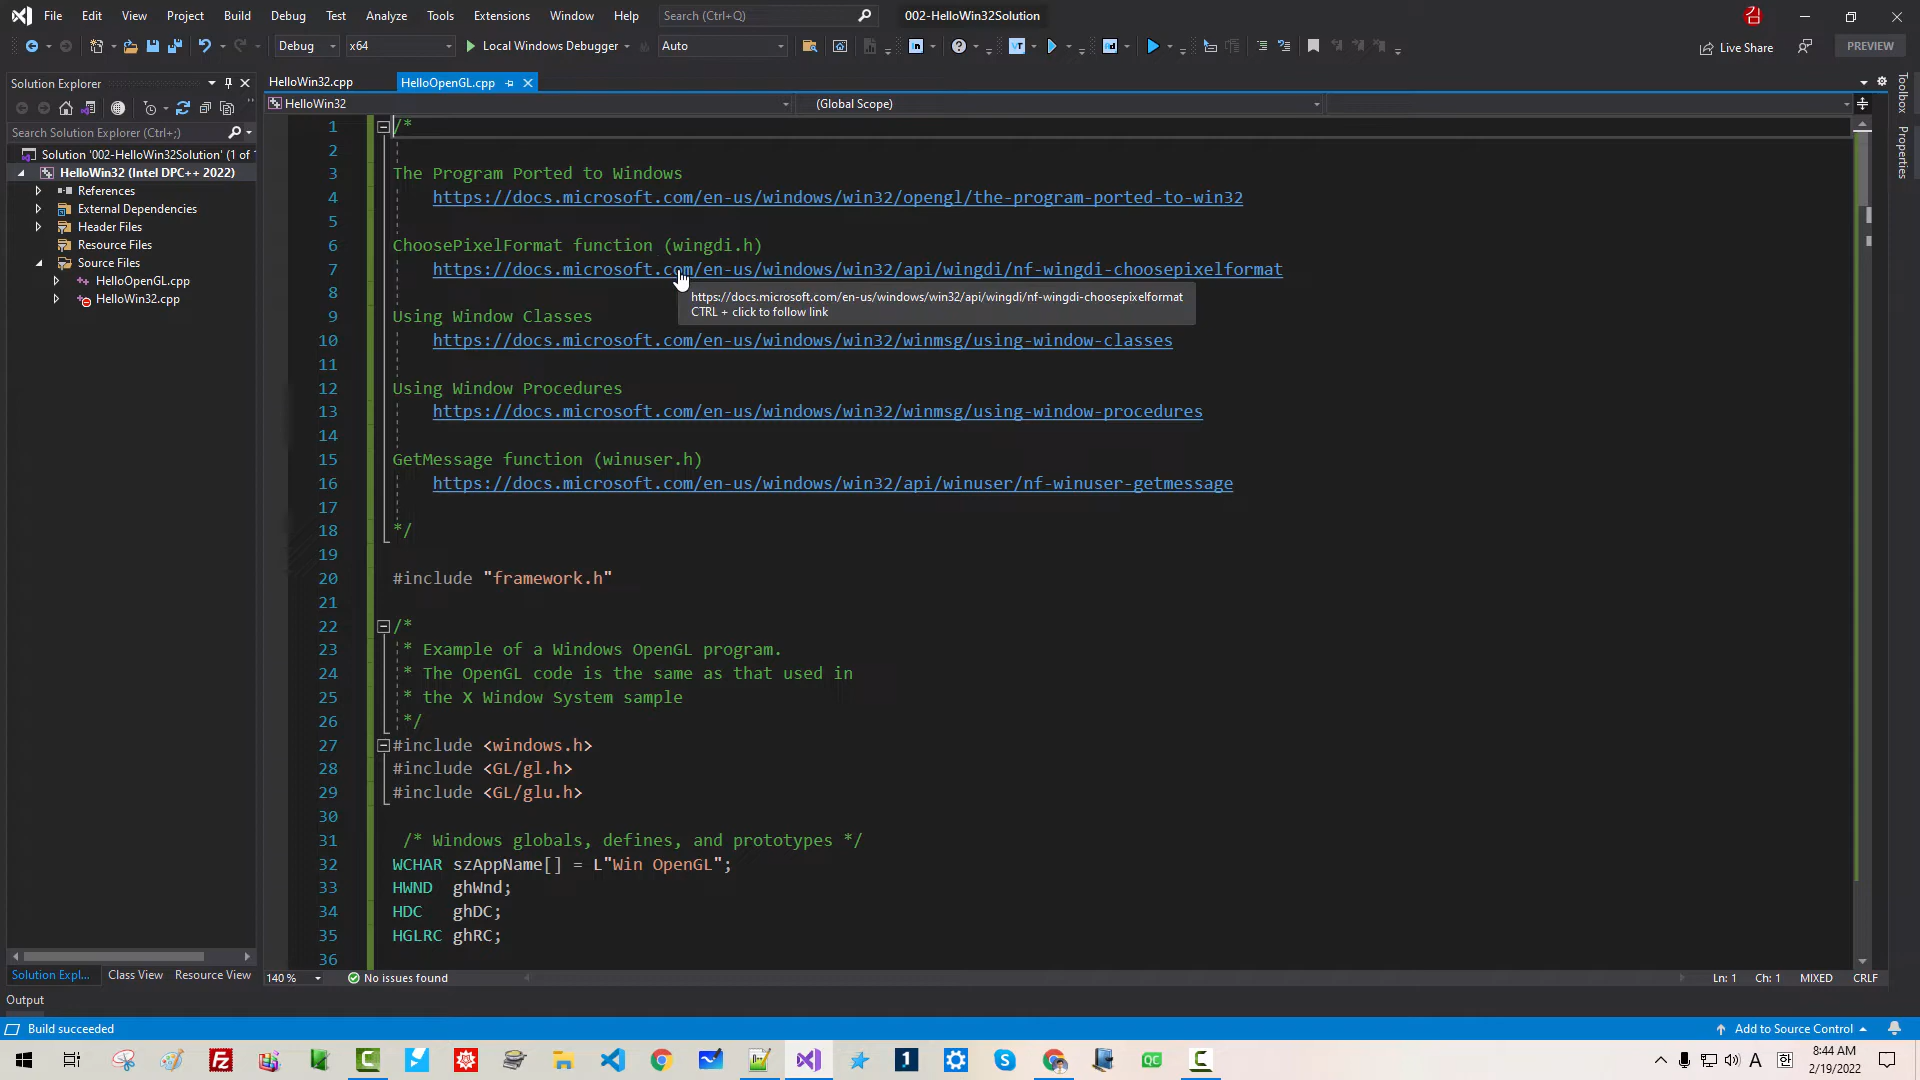 File Edit View Project Build Debug Test Analyze Tools Extensions Window Help Search (Ctrl+Q) 002-HelloWin32Solution 김
Debug x64 Local Windows Debugger Auto Live Share PREVIEW
Solution Explorer
HelloWin32.cpp HelloOpenGL.cpp
HelloWin32 (Global Scope)
Search Solution Explorer (Ctrl+;)
Solution '002-HelloWin32Solution' (1 of 1
HelloWin32 (Intel DPC++ 2022)
References
External Dependencies
Header Files
Resource Files
Source Files
HelloOpenGL.cpp
HelloWin32.cpp
1 /*
2
3 The Program Ported to Windows
4 https://docs.microsoft.com/en-us/windows/win32/opengl/the-program-ported-to-win32
5
6 ChoosePixelFormat function (wingdi.h)
7 https://docs.microsoft.com/en-us/windows/win32/api/wingdi/nf-wingdi-choosepixelformat
8
https://docs.microsoft.com/en-us/windows/win32/api/wingdi/nf-wingdi-choosepixelformat
CTRL + click to follow link
9 Using Window Classes
10 https://docs.microsoft.com/en-us/windows/win32/winmsg/using-window-classes
11
12 Using Window Procedures
13 https://docs.microsoft.com/en-us/windows/win32/winmsg/using-window-procedures
14
15 GetMessage function (winuser.h)
16 https://docs.microsoft.com/en-us/windows/win32/api/winuser/nf-winuser-getmessage
17
18 */
19
20 #include "framework.h"
21
22 /*
23 * Example of a Windows OpenGL program.
24 * The OpenGL code is the same as that used in
25 * the X Window System sample
26 */
27 #include <windows.h>
28 #include <GL/gl.h>
29 #include <GL/glu.h>
30
31 /* Windows globals, defines, and prototypes */
32 WCHAR szAppName[] = L"Win OpenGL";
33 HWND ghWnd;
34 HDC ghDC;
35 HGLRC ghRC;
36
Toolbox
Properties
Solution Expl... Class View Resource View
140 % No issues found Ln: 1 Ch: 1 MIXED CRLF
Output
Build succeeded Add to Source Control
A 한 8:44 AM
2/19/2022